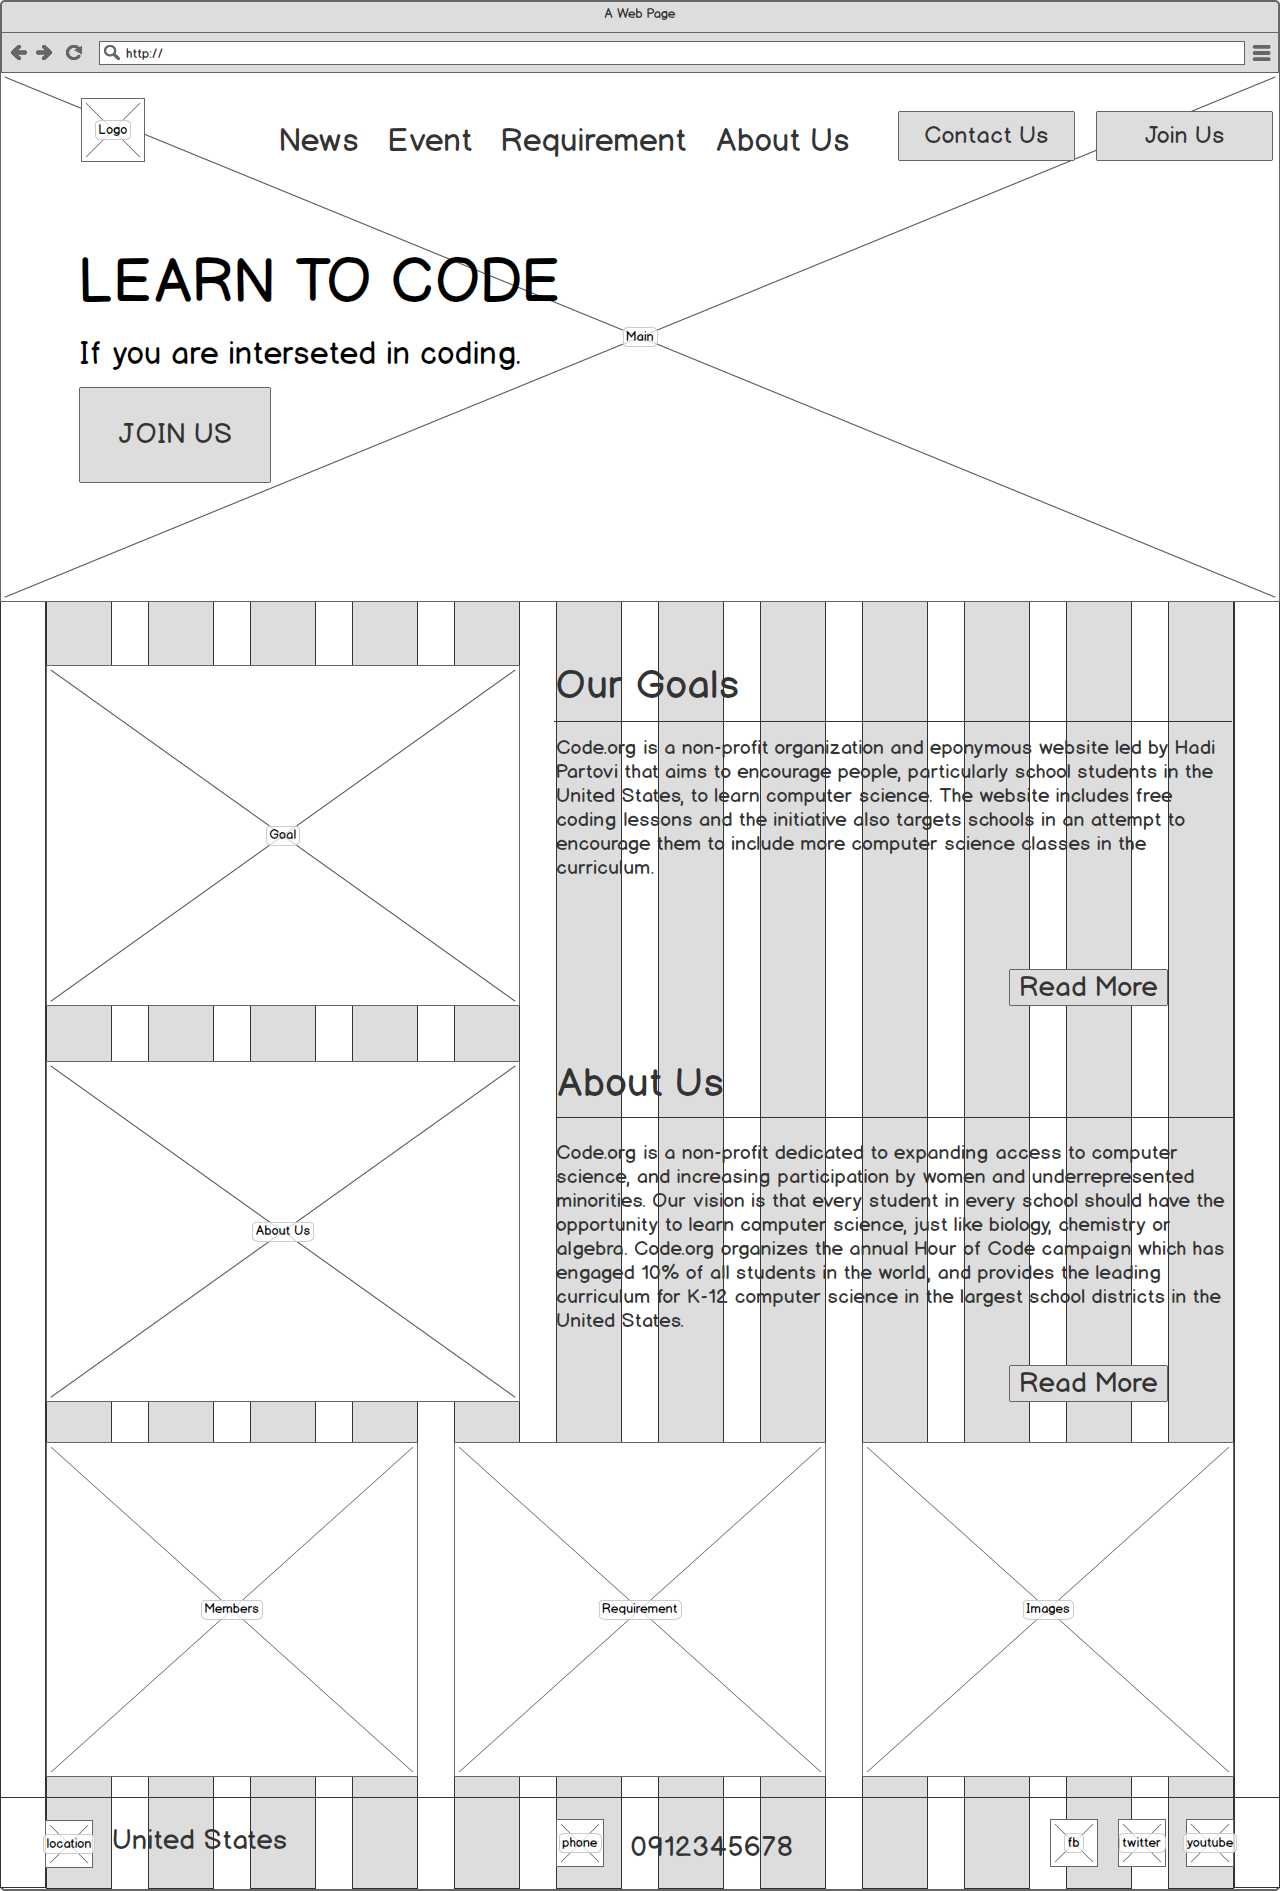 A Web Page
http://
Logo
News Event Requirement About Us
Contact Us
Join Us
LEARN TO CODE
Main
If you are interseted in coding.
JOIN US
Our Goals
Code.org is a non-profit organization and eponymous website led by Hadi
Partovi that aims to encourage people, particularly school students in the
United States, to learn computer science. The website includes free
coding lessons and the initiative also targets schools in an attempt to
encourage them to include more computer science classes in the
curriculum.
Goal
Read More
About Us
Code.org is a non-profit dedicated to expanding access to computer
science, and increasing participation by women and underrepresented
minorities. Our vision is that every student in every school should have the
opportunity to learn computer science, just like biology, chemistry or
algebra. Code.org organizes the annual Hour of Code campaign which has
engaged 10% of all students in the world, and provides the leading
curriculum for K-12 computer science in the largest school districts in the
United States.
About Us
Read More
Members
Requirement
Images
location
United States
phone
0912345678
fb
twitter
youtube